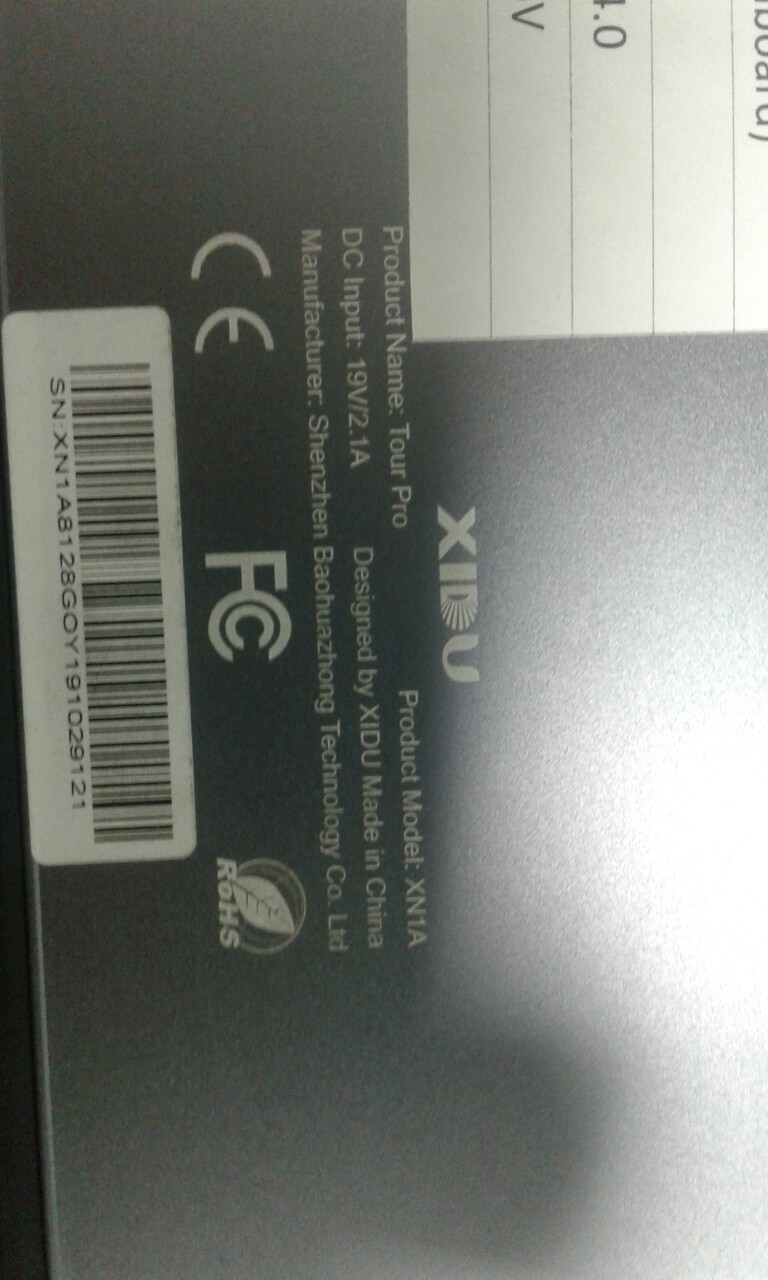 board)
4.0
V
XIDU
Product Name: Tour Pro Product Model: XN1A
DC Input: 19V/2.1A Designed by XIDU Made in China
Manufacturer: Shenzhen Baohuazhong Technology Co. Ltd
CE FC RoHS
SN:XN1A8128GOY191029121